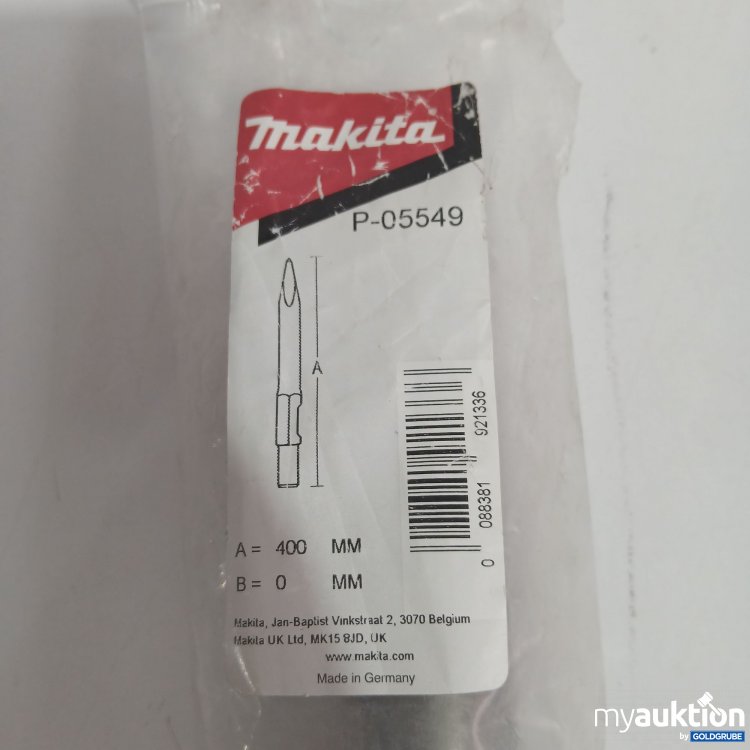 makita
P-05549
A
A = 400 MM
B = 0 MM
0 088381 921336
Makita, Jan-Baptist Vinkstraat 2, 3070 Belgium
Makita UK Ltd, MK15 8JD, UK
www.makita.com
Made in Germany
myauktion
by GOLDGRUBE